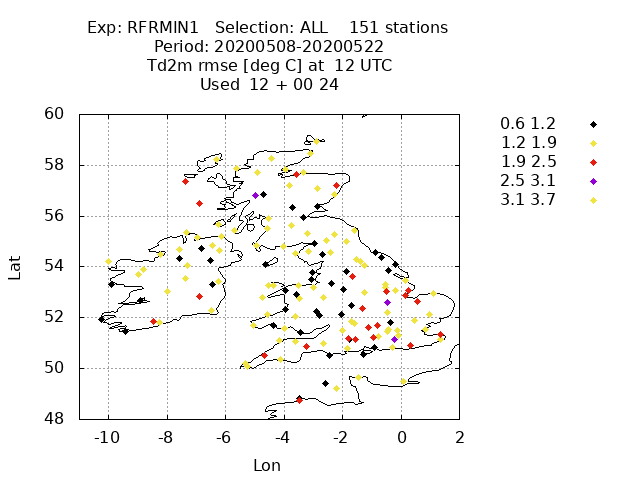 Exp: RFRMIN1 Selection: ALL 151 stations
Period: 20200508-20200522
Td2m rmse [deg C] at 12 UTC
Used 12 + 00 24
0.6 1.2
1.2 1.9
1.9 2.5
2.5 3.1
3.1 3.7
60
58
56
54
52
50
48
Lat
-10 -8 -6 -4 -2 0 2
Lon